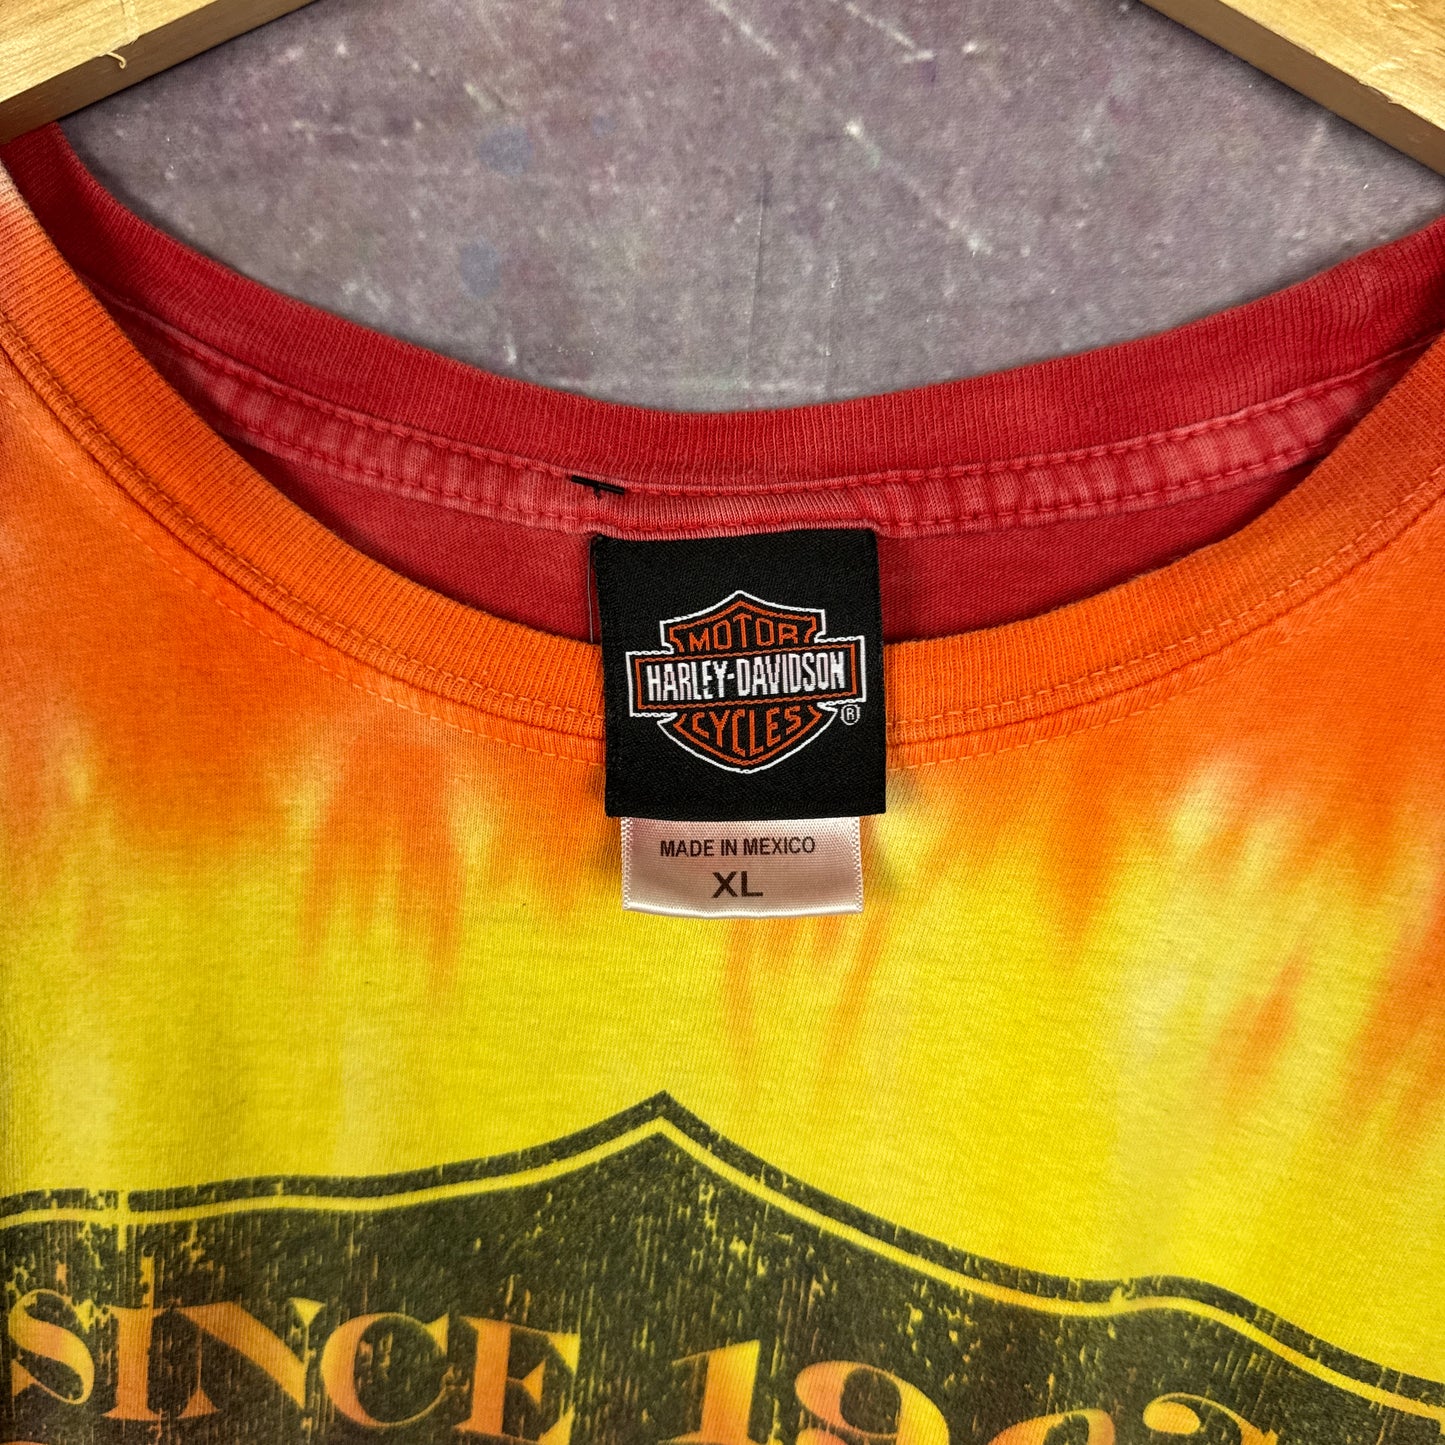 MOTOR
HARLEY-DAVIDSON
CYCLES
®
MADE IN MEXICO
XL
SINCE